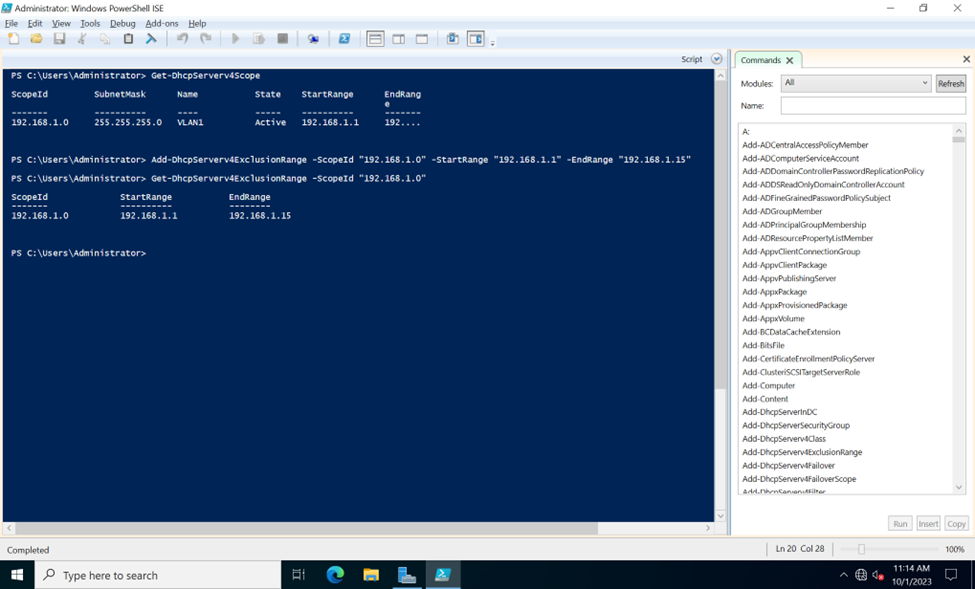 Administrator: Windows PowerShell ISE
File Edit View Tools Debug Add-ons Help
Script
PS C:\Users\Administrator> Get-DhcpServerv4Scope
ScopeId SubnetMask Name State StartRange EndRang
e
------- ---------- ---- ----- ---------- -------
192.168.1.0 255.255.255.0 VLAN1 Active 192.168.1.1 192....
PS C:\Users\Administrator> Add-DhcpServerv4ExclusionRange -ScopeId "192.168.1.0" -StartRange "192.168.1.1" -EndRange "192.168.1.15"
PS C:\Users\Administrator> Get-DhcpServerv4ExclusionRange -ScopeId "192.168.1.0"
ScopeId StartRange EndRange
------- ---------- --------
192.168.1.0 192.168.1.1 192.168.1.15
PS C:\Users\Administrator>
Commands
Modules: All Refresh
Name:
A:
Add-ADCentralAccessPolicyMember
Add-ADComputerServiceAccount
Add-ADDomainControllerPasswordReplicationPolicy
Add-ADDSReadOnlyDomainControllerAccount
Add-ADFineGrainedPasswordPolicySubject
Add-ADGroupMember
Add-ADPrincipalGroupMembership
Add-ADResourcePropertyListMember
Add-AppvClientConnectionGroup
Add-AppvClientPackage
Add-AppvPublishingServer
Add-AppxPackage
Add-AppxProvisionedPackage
Add-AppxVolume
Add-BCDataCacheExtension
Add-BitsFile
Add-CertificateEnrollmentPolicyServer
Add-ClusteriSCSITargetServerRole
Add-Computer
Add-Content
Add-DhcpServerInDC
Add-DhcpServerSecurityGroup
Add-DhcpServerv4Class
Add-DhcpServerv4ExclusionRange
Add-DhcpServerv4Failover
Add-DhcpServerv4FailoverScope
Add-DhcpServerv4Filter
Run Insert Copy
Completed
Ln 20 Col 28
100%
Type here to search
11:14 AM
10/1/2023